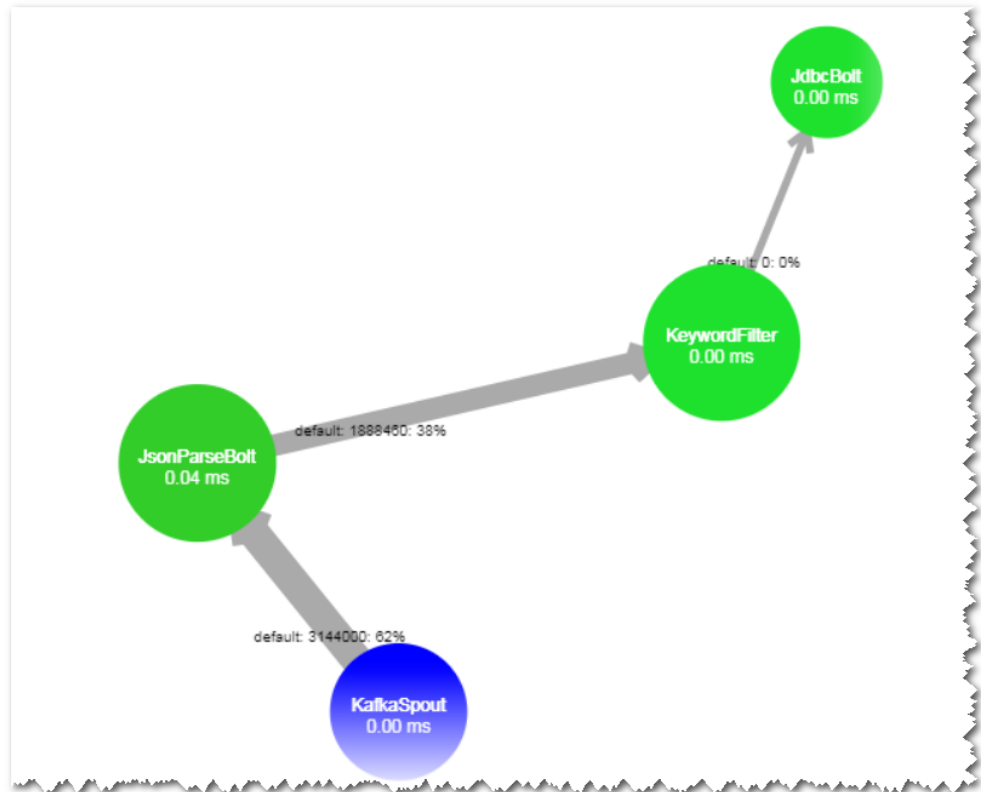 JdbcBolt
0.00 ms
default: 0: 0%
KeywordFilter
0.00 ms
default: 1888460: 38%
JsonParseBolt
0.04 ms
default: 3144000: 62%
KafkaSpout
0.00 ms